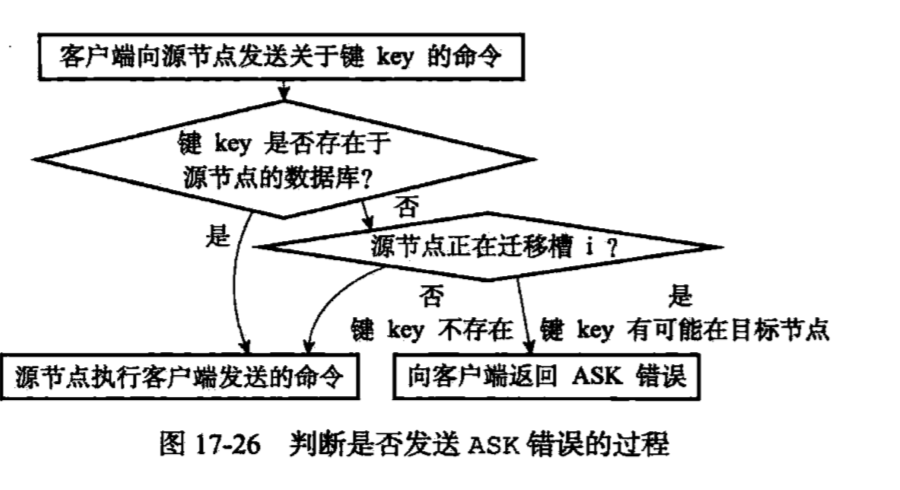 客户端向源节点发送关于键 key 的命令
键 key 是否存在于
源节点的数据库？
否
是
源节点正在迁移槽 i ？
否
是
键 key 不存在
键 key 有可能在目标节点
源节点执行客户端发送的命令
向客户端返回 ASK 错误
图 17-26 判断是否发送 ASK 错误的过程